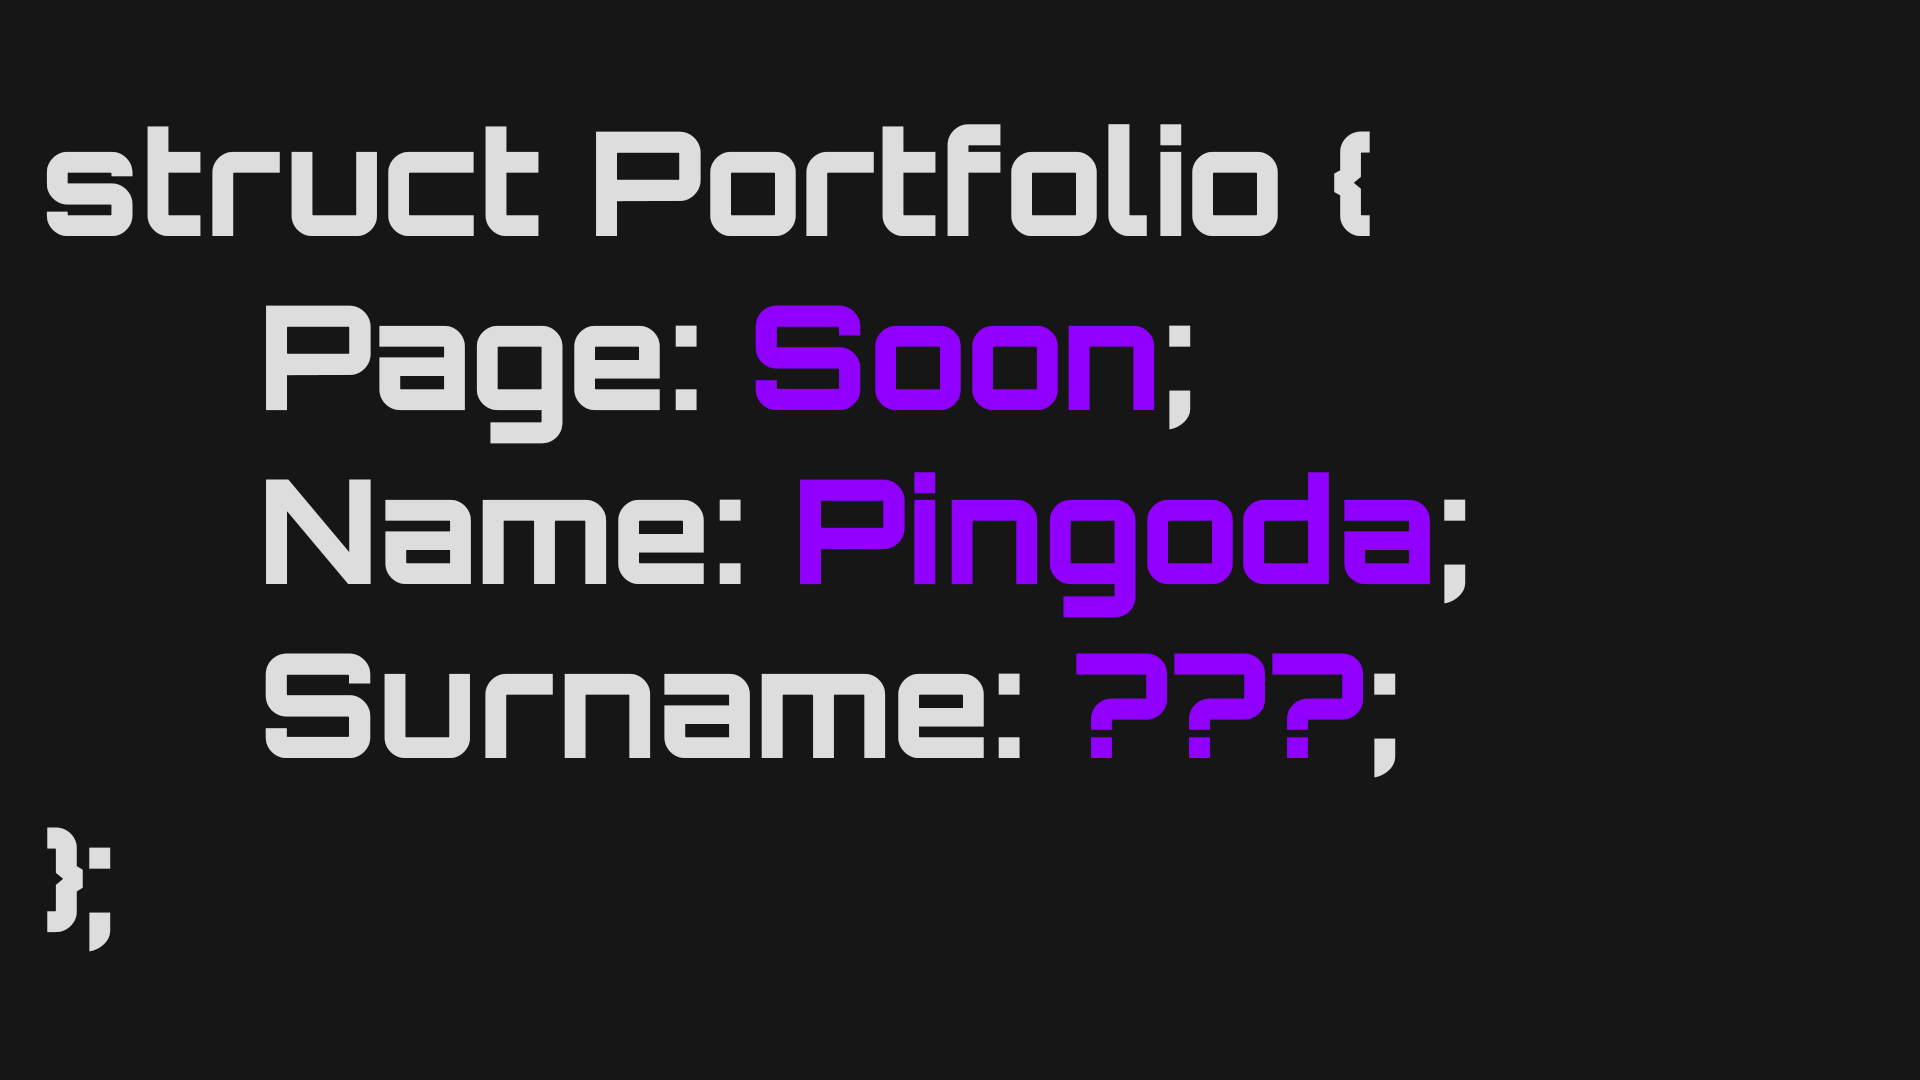 struct Portfolio {
Page: Soon;
Name: Pingoda;
Surname: ???;
};